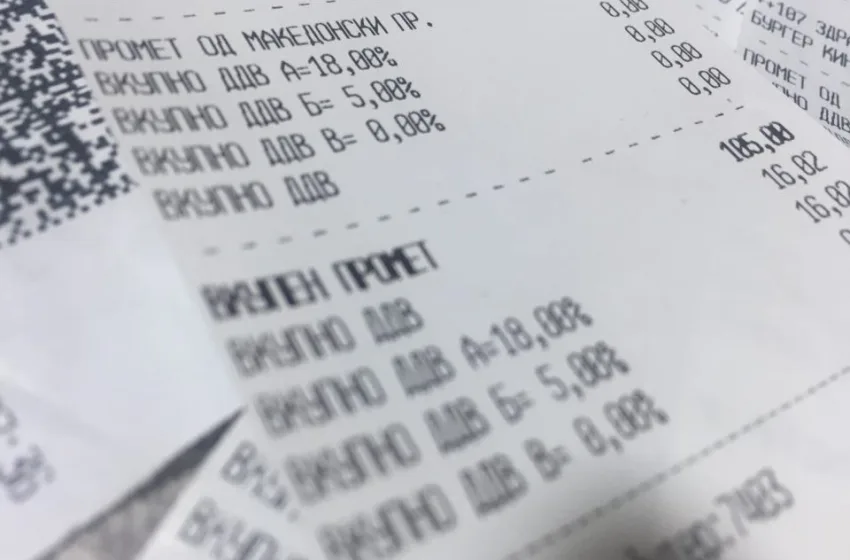 0,00
ПРОМЕТ ОД МАКЕДОНСКИ ПР. 0,00
ВКУПНО ДДВ А=18,00% 0,00
ВКУПНО ДДВ Б= 5,00% 0,00
ВКУПНО ДДВ В= 0,00%
ВКУПНО ДДВ
ВКУПЕН ПРОМЕТ 105,00
ВКУПНО ДДВ 16,02
ВКУПНО ДДВ А=18,00% 16,02
ВКУПНО ДДВ Б= 5,00%
ВКУПНО ДДВ В= 0,00%
7483
БУРГЕР КИН
ПРОМЕТ ОД